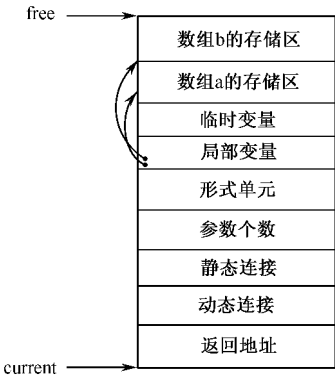 free
数组b的存储区
数组a的存储区
临时变量
局部变量
形式单元
参数个数
静态连接
动态连接
返回地址
current